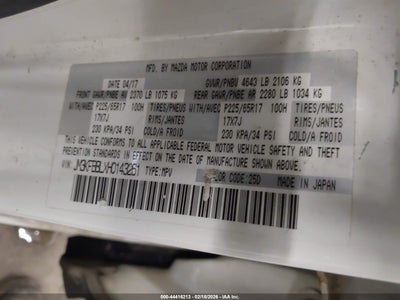 MFD. BY MAZDA MOTOR CORPORATION
DATE 04/17 GVWR/PNBV 4643 LB 2106 KG
FRONT GAWR/PNBE AV 2370 LB 1075 KG REAR GAWR/PNBE AR 2280 LB 1034 KG
WITH/AVEC P225/65R17 100H TIRES/PNEUS WITH/AVEC P225/65R17 100H TIRES/PNEUS
17X7J RIMS/JANTES 17X7J RIMS/JANTES
230 KPA/34 PSI COLD/A FROID 230 KPA/34 PSI COLD/A FROID
THIS VEHICLE CONFORMS TO ALL APPLICABLE FEDERAL MOTOR VEHICLE SAFETY AND THEFT
PREVENTION STANDARDS IN EFFECT ON THE DATE OF MANUFACTURE SHOWN ABOVE.
VIN: TYPE: MPV
COLOR CODE: 25D MADE IN JAPAN
000-44416213 - 02/18/2026 - IAA Inc.